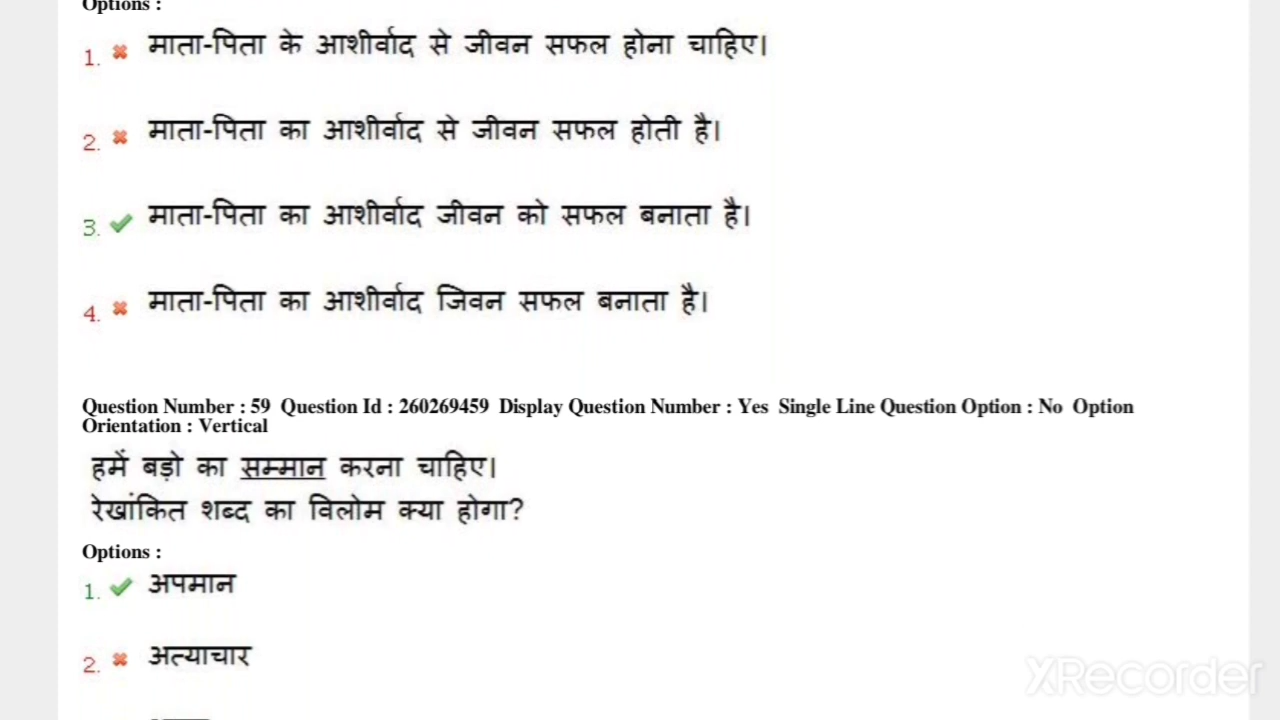 Options :
1. माता-पिता के आशीर्वाद से जीवन सफल होना चाहिए।
2. माता-पिता का आशीर्वाद से जीवन सफल होती है।
3. माता-पिता का आशीर्वाद जीवन को सफल बनाता है।
4. माता-पिता का आशीर्वाद जिवन सफल बनाता है।
Question Number : 59 Question Id : 260269459 Display Question Number : Yes Single Line Question Option : No Option
Orientation : Vertical
हमें बड़ो का सम्मान करना चाहिए।
रेखांकित शब्द का विलोम क्या होगा?
Options :
1. अपमान
2. अत्याचार
XRecorder